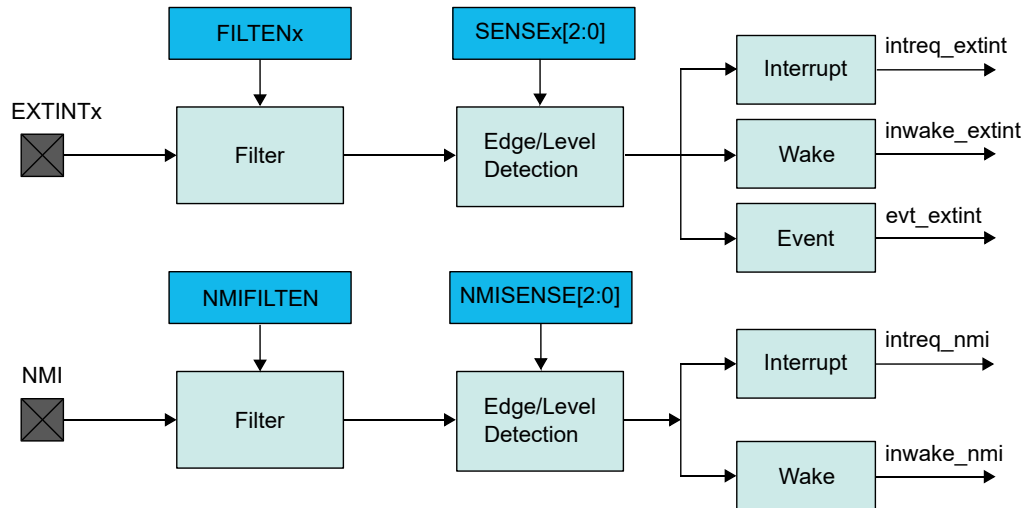 FILTENx
SENSEx[2:0]
EXTINTx
Filter
Edge/Level
Detection
Interrupt
intreq_extint
Wake
inwake_extint
Event
evt_extint
NMIFILTEN
NMISENSE[2:0]
NMI
Filter
Edge/Level
Detection
Interrupt
intreq_nmi
Wake
inwake_nmi